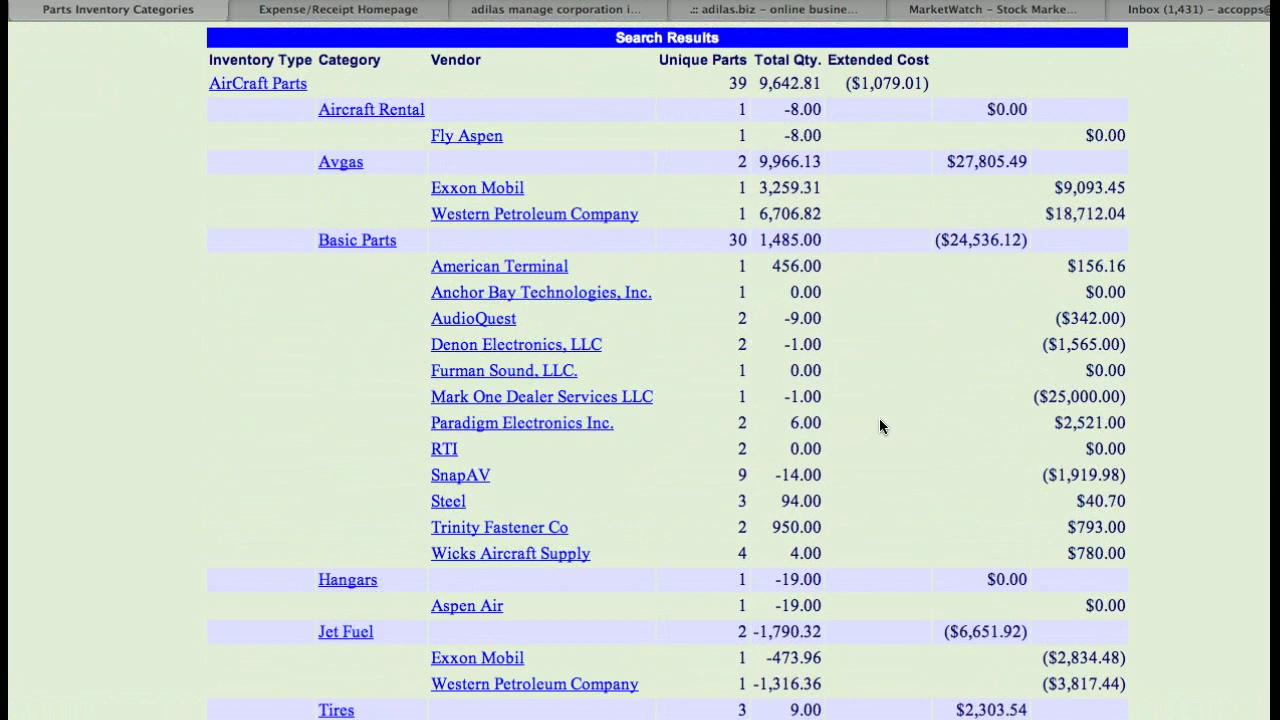 Parts Inventory Categories Expense/Receipt Homepage adilas manage corporation i... .:: adilas.biz – online busine... MarketWatch – Stock Marke... Inbox (1,431) – accopps@
Search Results
Inventory Type Category Vendor Unique Parts Total Qty. Extended Cost
AirCraft Parts 39 9,642.81 ($1,079.01)
Aircraft Rental 1 -8.00 $0.00
Fly Aspen 1 -8.00 $0.00
Avgas 2 9,966.13 $27,805.49
Exxon Mobil 1 3,259.31 $9,093.45
Western Petroleum Company 1 6,706.82 $18,712.04
Basic Parts 30 1,485.00 ($24,536.12)
American Terminal 1 456.00 $156.16
Anchor Bay Technologies, Inc. 1 0.00 $0.00
AudioQuest 2 -9.00 ($342.00)
Denon Electronics, LLC 2 -1.00 ($1,565.00)
Furman Sound, LLC. 1 0.00 $0.00
Mark One Dealer Services LLC 1 -1.00 ($25,000.00)
Paradigm Electronics Inc. 2 6.00 $2,521.00
RTI 2 0.00 $0.00
SnapAV 9 -14.00 ($1,919.98)
Steel 3 94.00 $40.70
Trinity Fastener Co 2 950.00 $793.00
Wicks Aircraft Supply 4 4.00 $780.00
Hangars 1 -19.00 $0.00
Aspen Air 1 -19.00 $0.00
Jet Fuel 2 -1,790.32 ($6,651.92)
Exxon Mobil 1 -473.96 ($2,834.48)
Western Petroleum Company 1 -1,316.36 ($3,817.44)
Tires 3 9.00 $2,303.54